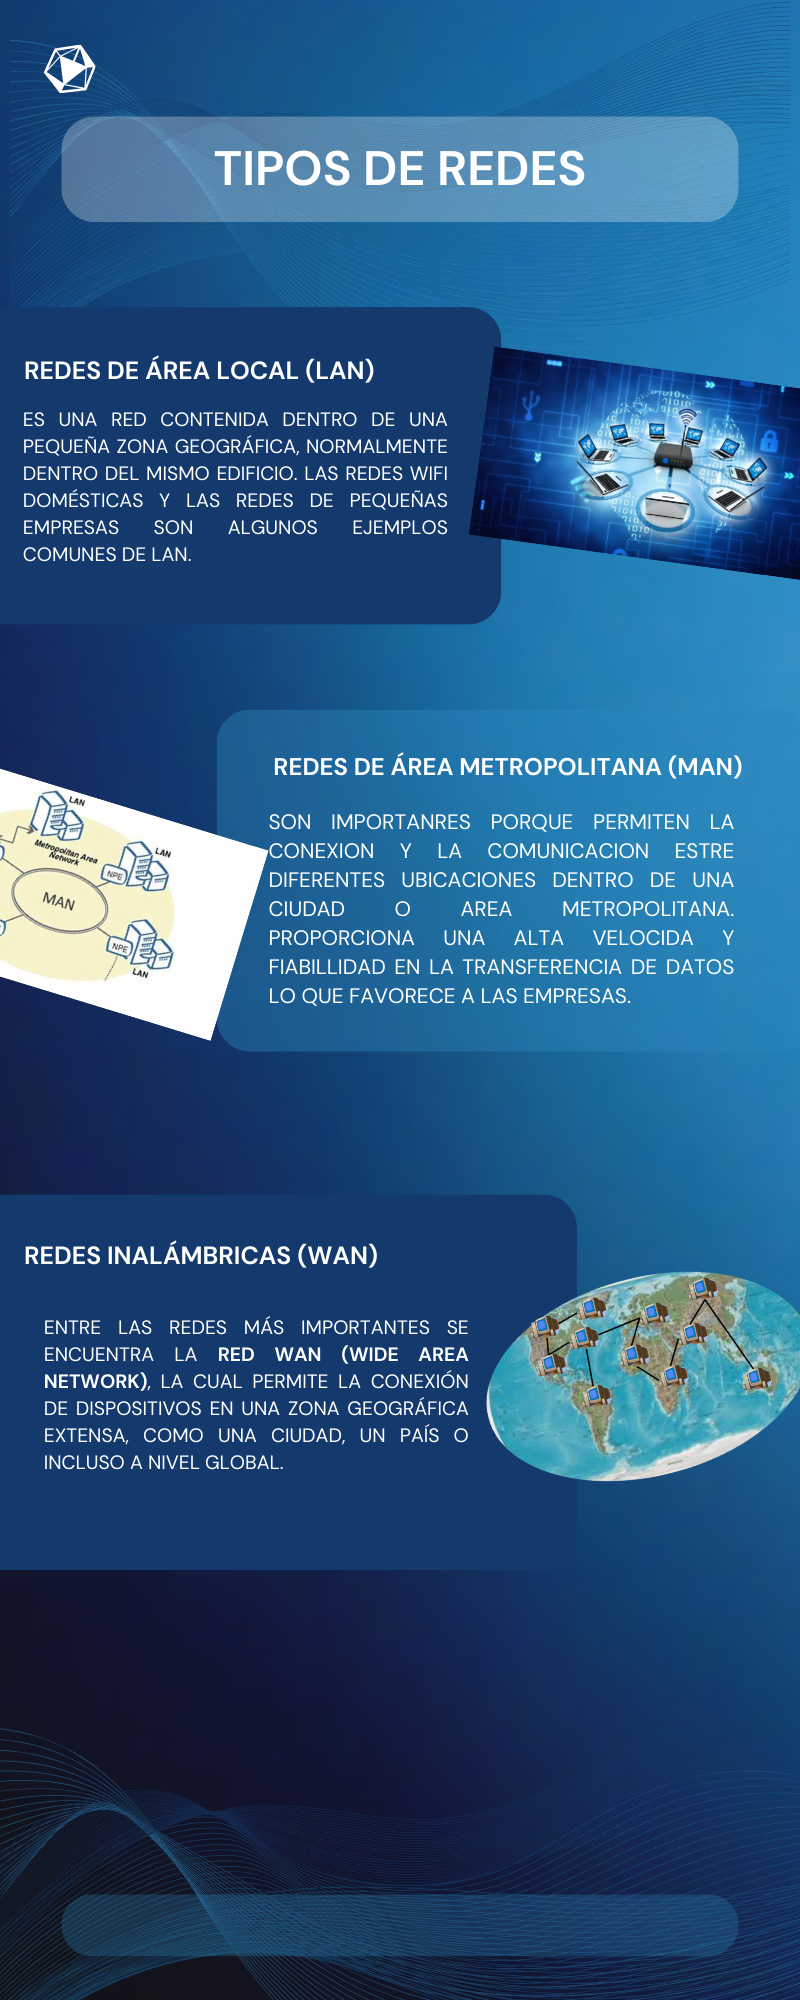 TIPOS DE REDES
REDES DE ÁREA LOCAL (LAN)
ES UNA RED CONTENIDA DENTRO DE UNA
PEQUEÑA ZONA GEOGRÁFICA, NORMALMENTE
DENTRO DEL MISMO EDIFICIO. LAS REDES WIFI
DOMÉSTICAS Y LAS REDES DE PEQUEÑAS
EMPRESAS SON ALGUNOS EJEMPLOS
COMUNES DE LAN.
REDES DE ÁREA METROPOLITANA (MAN)
SON IMPORTANRES PORQUE PERMITEN LA
CONEXION Y LA COMUNICACION ESTRE
DIFERENTES UBICACIONES DENTRO DE UNA
CIUDAD O AREA METROPOLITANA.
PROPORCIONA UNA ALTA VELOCIDA Y
FIABILLIDAD EN LA TRANSFERENCIA DE DATOS
LO QUE FAVORECE A LAS EMPRESAS.
LAN
Metropolitan Area
Network
LAN
NPE
MAN
NPE
LAN
REDES INALÁMBRICAS (WAN)
ENTRE LAS REDES MÁS IMPORTANTES SE
ENCUENTRA LA RED WAN (WIDE AREA
NETWORK), LA CUAL PERMITE LA CONEXIÓN
DE DISPOSITIVOS EN UNA ZONA GEOGRÁFICA
EXTENSA, COMO UNA CIUDAD, UN PAÍS O
INCLUSO A NIVEL GLOBAL.